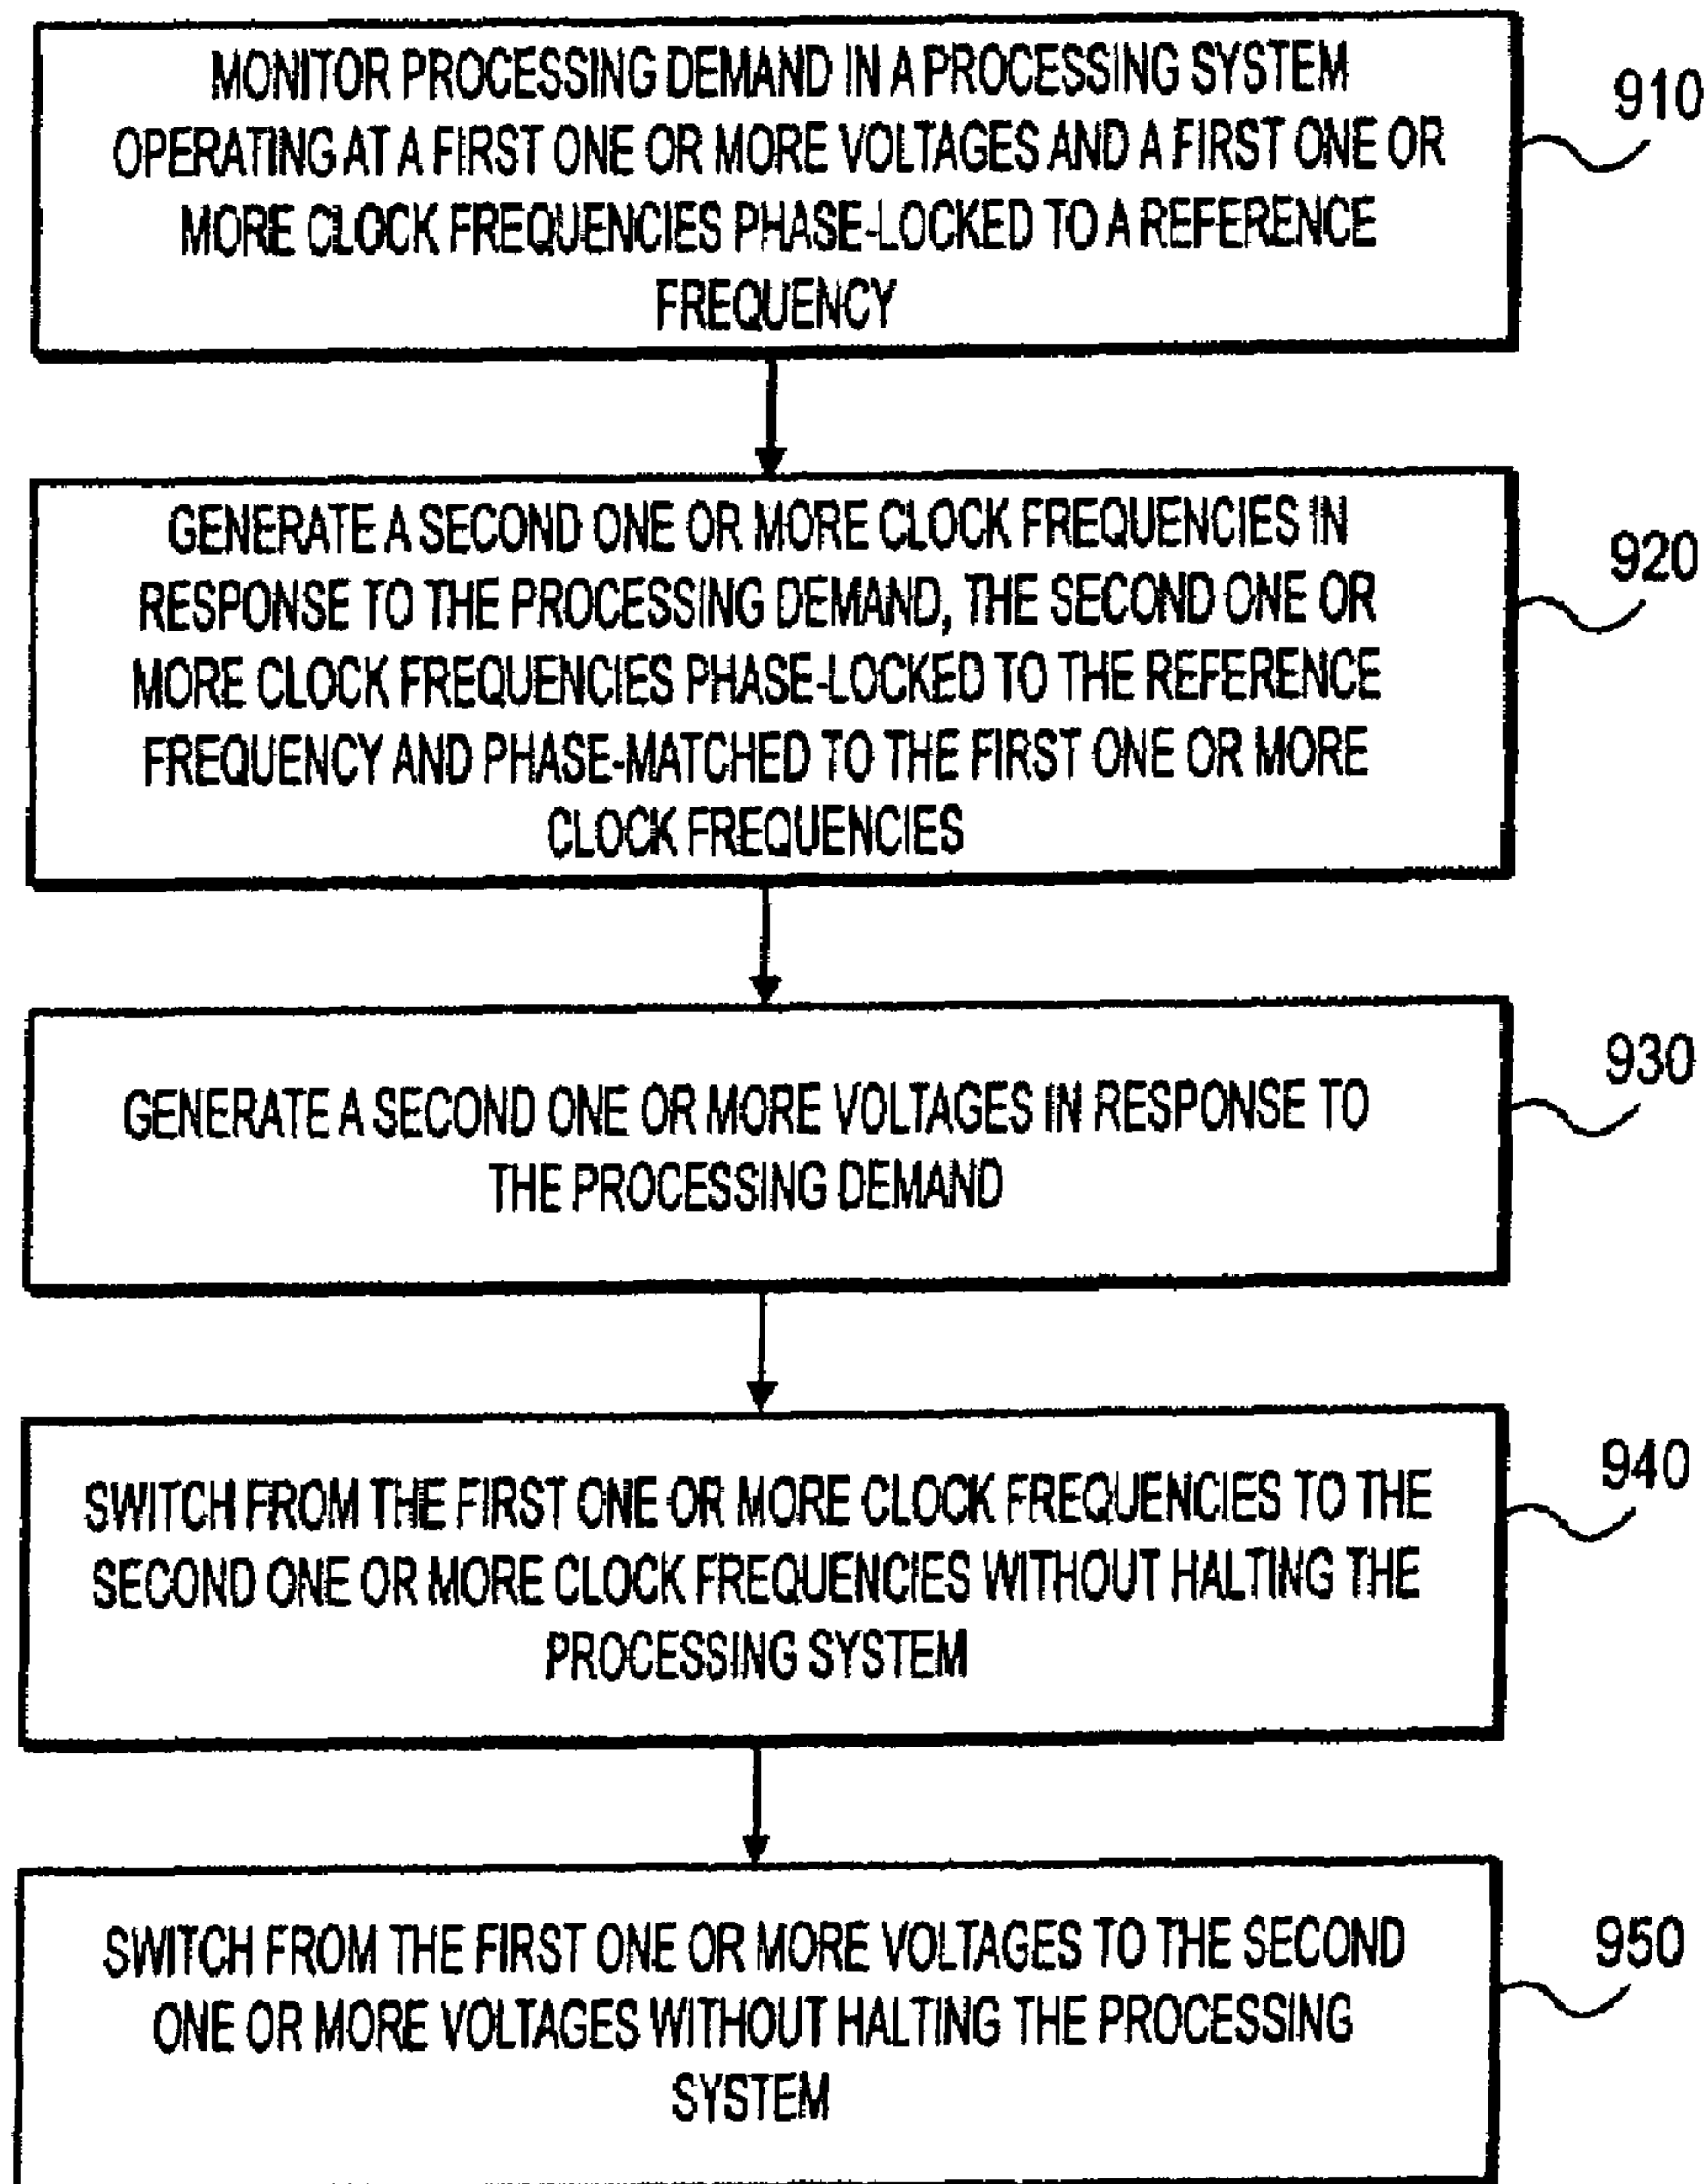 MONITOR PROCESSING DEMAND IN A PROCESSING SYSTEM
OPERATING AT A FIRST ONE OR MORE VOLTAGES AND A FIRST ONE OR
MORE CLOCK FREQUENCIES PHASE-LOCKED TO A REFERENCE
FREQUENCY
910
GENERATE A SECOND ONE OR MORE CLOCK FREQUENCIES IN
RESPONSE TO THE PROCESSING DEMAND, THE SECOND ONE OR
MORE CLOCK FREQUENCIES PHASE-LOCKED TO THE REFERENCE
FREQUENCY AND PHASE-MATCHED TO THE FIRST ONE OR MORE
CLOCK FREQUENCIES
920
GENERATE A SECOND ONE OR MORE VOLTAGES IN RESPONSE TO
THE PROCESSING DEMAND
930
SWITCH FROM THE FIRST ONE OR MORE CLOCK FREQUENCIES TO THE
SECOND ONE OR MORE CLOCK FREQUENCIES WITHOUT HALTING THE
PROCESSING SYSTEM
940
SWITCH FROM THE FIRST ONE OR MORE VOLTAGES TO THE SECOND
ONE OR MORE VOLTAGES WITHOUT HALTING THE PROCESSING
SYSTEM
950